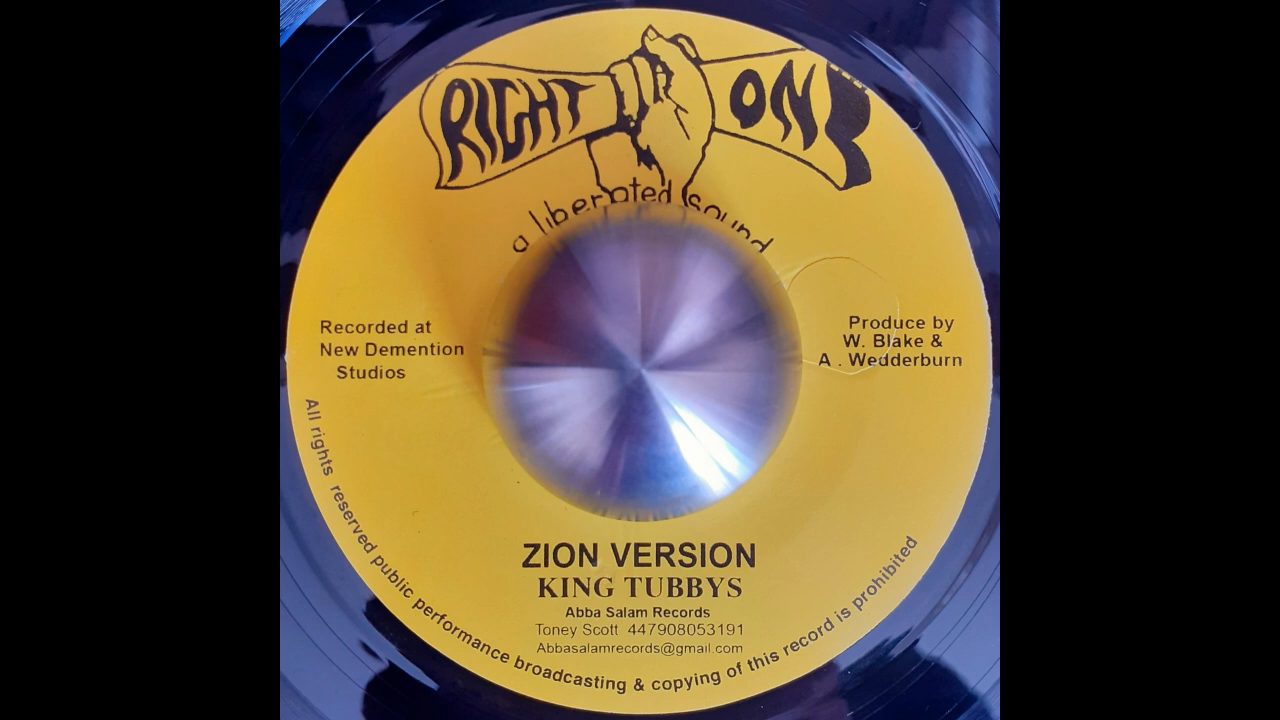 RIGHT ON
a liberated sound
Recorded at
New Demention
Studios
Produce by
W. Blake &
A . Wedderburn
ZION VERSION
KING TUBBYS
Abba Salam Records
Toney Scott 447908053191
Abbasalamrecords@gmail.com
All rights reserved public performance broadcasting & copying of this record is prohibited